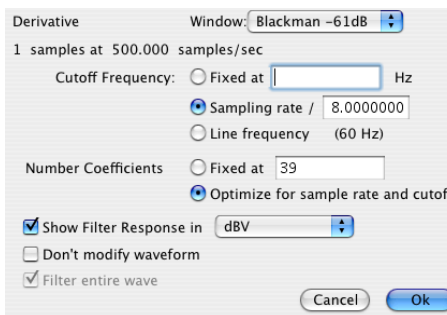 Derivative Window: Blackman -61dB
1 samples at 500.000 samples/sec
Cutoff Frequency: Fixed at Hz
Sampling rate / 8.0000000
Line frequency (60 Hz)
Number Coefficients Fixed at 39
Optimize for sample rate and cutof
Show Filter Response in dBV
Don't modify waveform
Filter entire wave
Cancel Ok